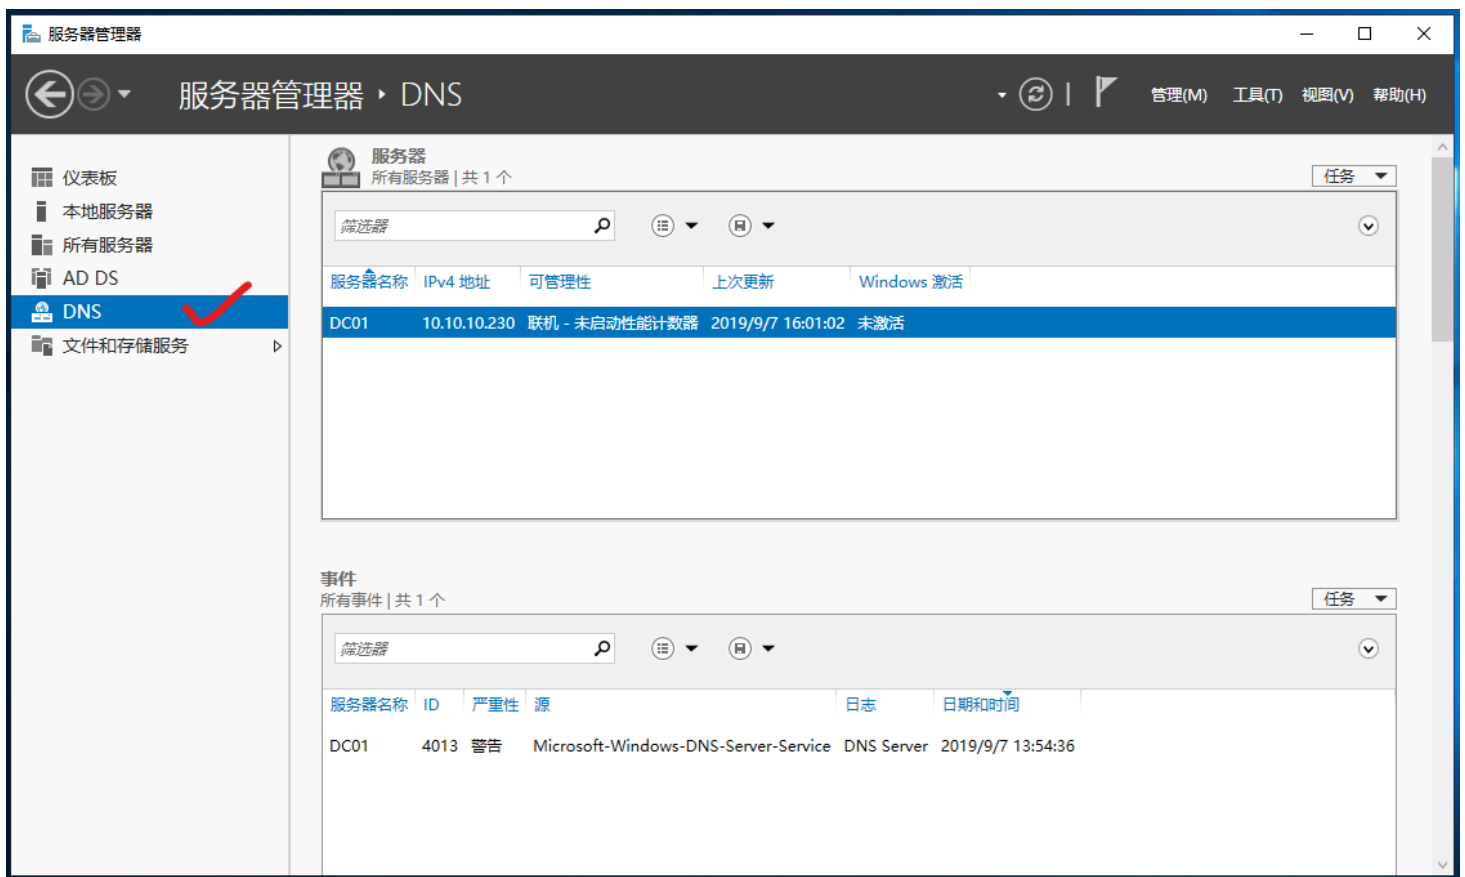 服务器管理器
服务器管理器 · DNS
管理(M) 工具(T) 视图(V) 帮助(H)
仪表板
本地服务器
所有服务器
AD DS
DNS
文件和存储服务
服务器
所有服务器 | 共 1 个
任务
筛选器
服务器名称 IPv4 地址 可管理性 上次更新 Windows 激活
DC01 10.10.10.230 联机 - 未启动性能计数器 2019/9/7 16:01:02 未激活
事件
所有事件 | 共 1 个
任务
筛选器
服务器名称 ID 严重性 源 日志 日期和时间
DC01 4013 警告 Microsoft-Windows-DNS-Server-Service DNS Server 2019/9/7 13:54:36